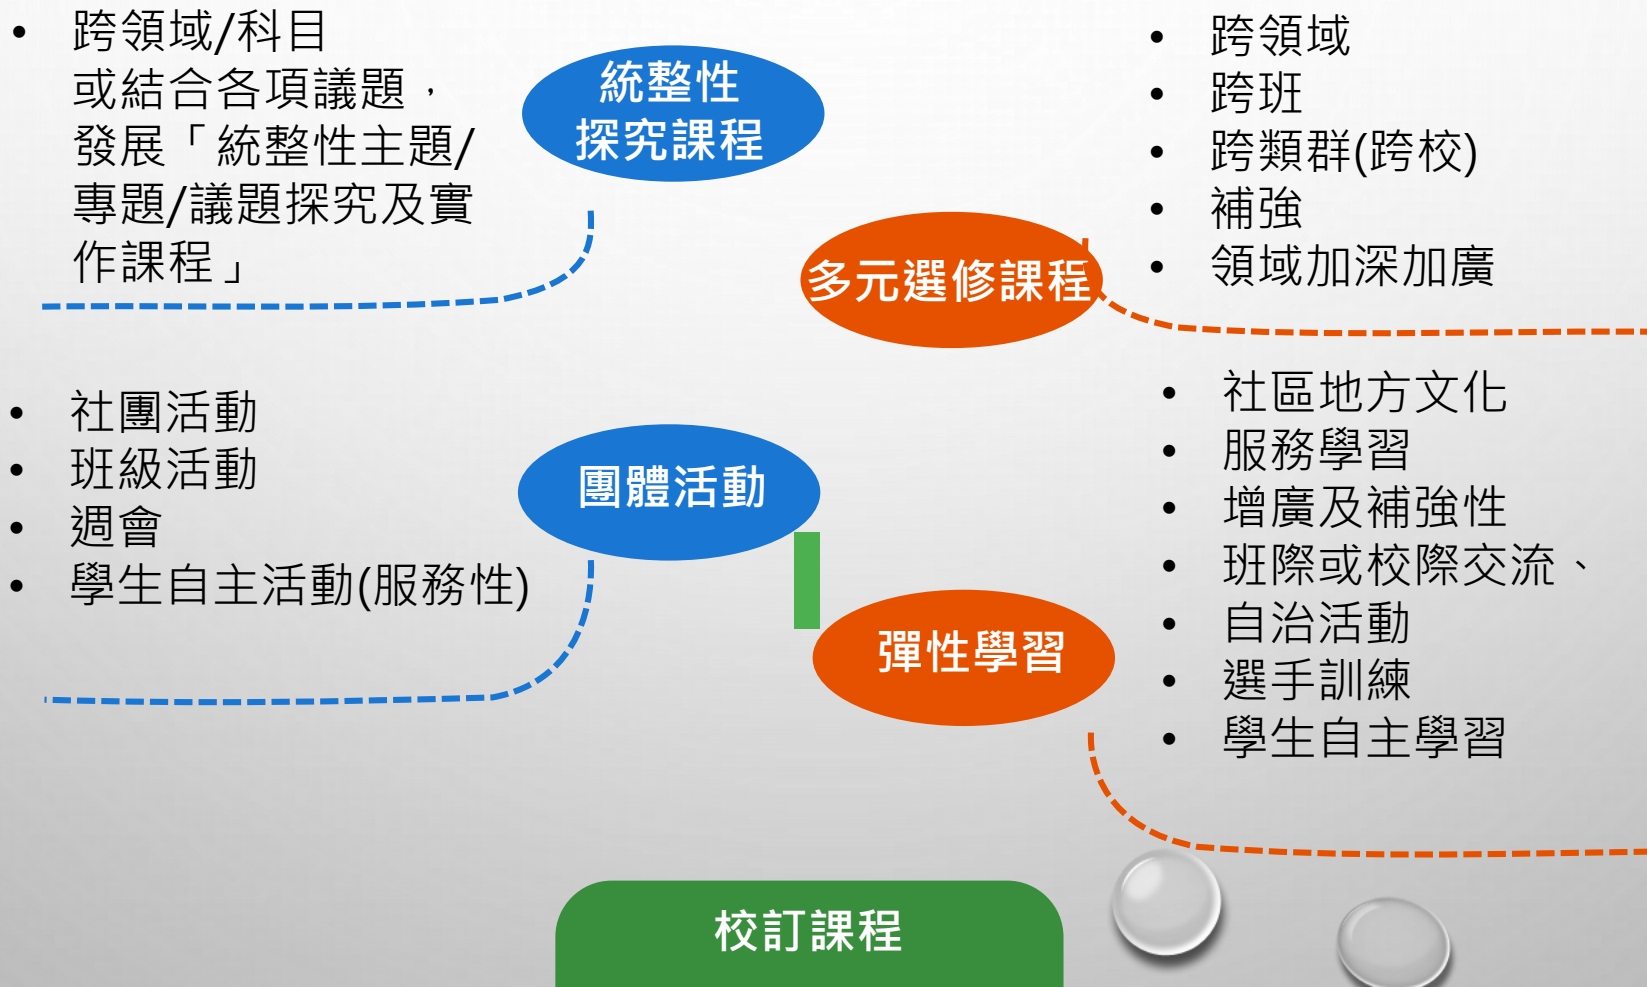 跨領域/科目
或結合各項議題，
發展「統整性主題/
專題/議題探究及實
作課程」
統整性
探究課程
跨領域
跨班
跨類群(跨校)
補強
領域加深加廣
多元選修課程
社團活動
班級活動
週會
學生自主活動(服務性)
團體活動
社區地方文化
服務學習
增廣及補強性
班際或校際交流、
自治活動
選手訓練
學生自主學習
彈性學習
校訂課程